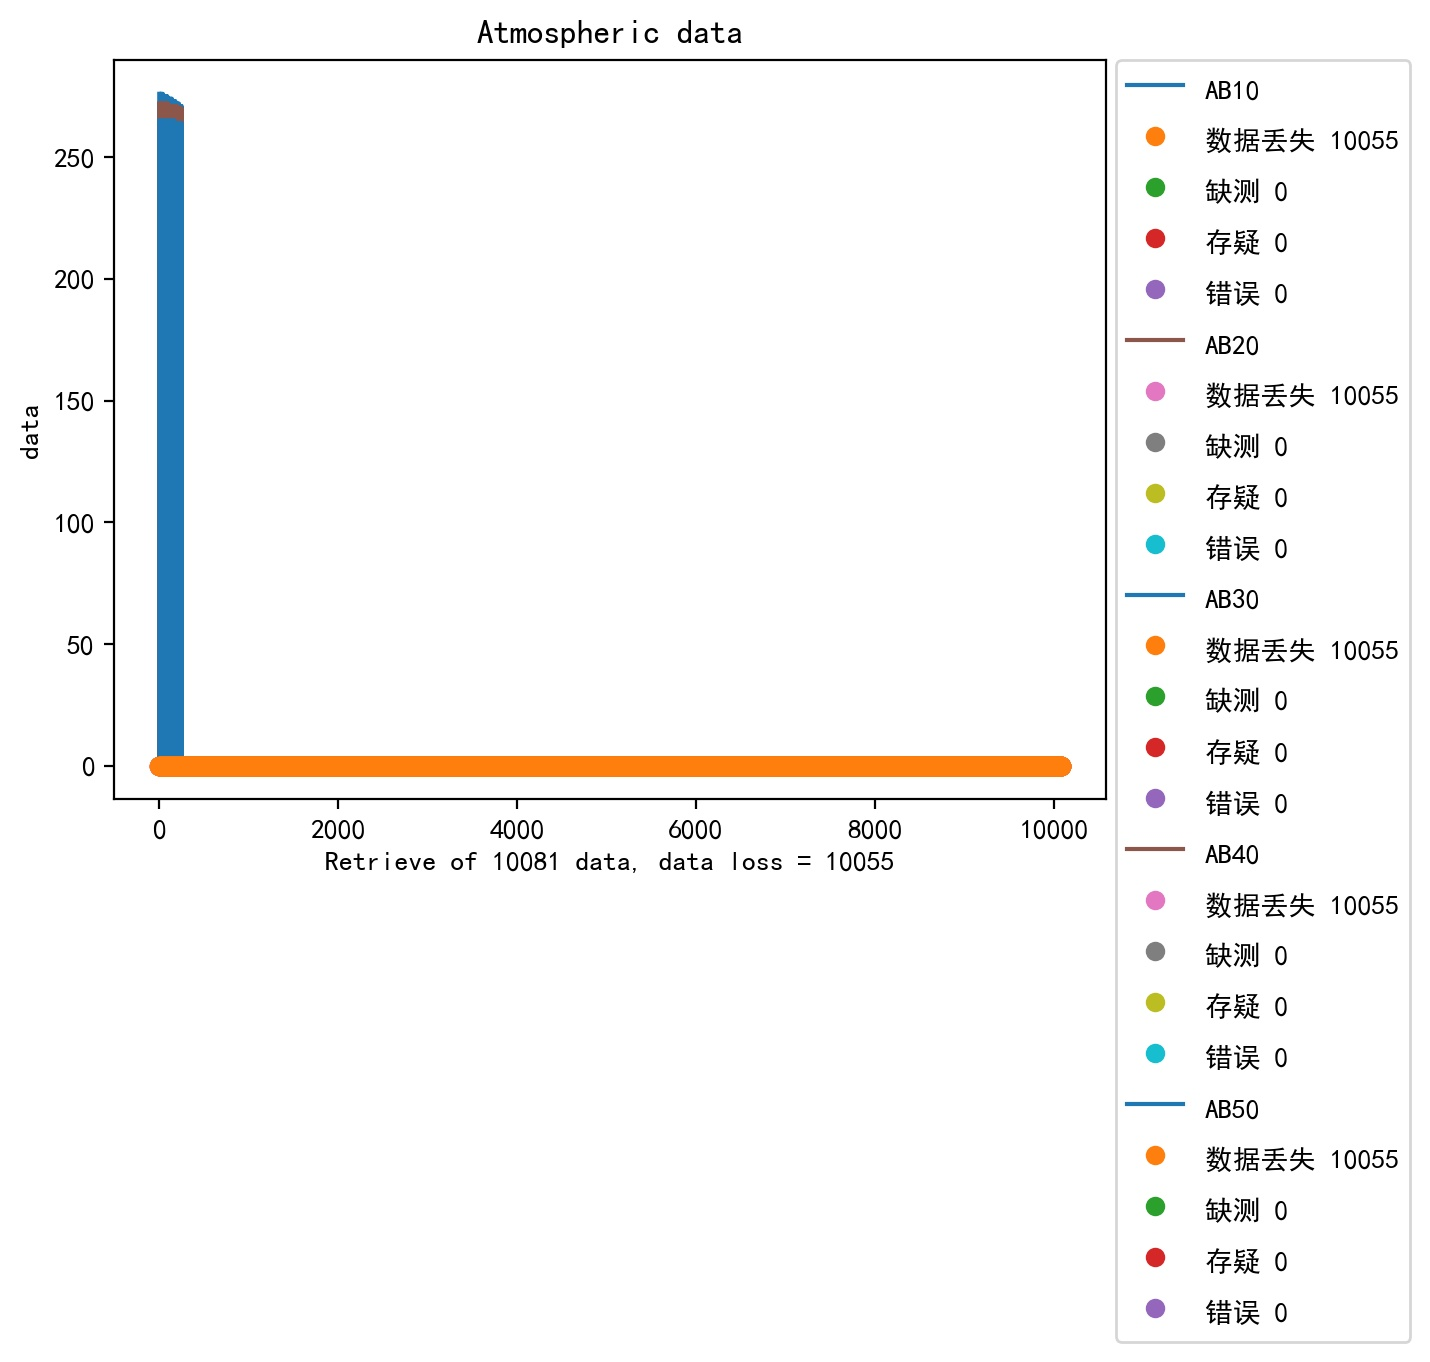 Atmospheric data
data
250
200
150
100
50
0
0 2000 4000 6000 8000 10000
Retrieve of 10081 data, data loss = 10055
AB10
数据丢失 10055
缺测 0
存疑 0
错误 0
AB20
数据丢失 10055
缺测 0
存疑 0
错误 0
AB30
数据丢失 10055
缺测 0
存疑 0
错误 0
AB40
数据丢失 10055
缺测 0
存疑 0
错误 0
AB50
数据丢失 10055
缺测 0
存疑 0
错误 0